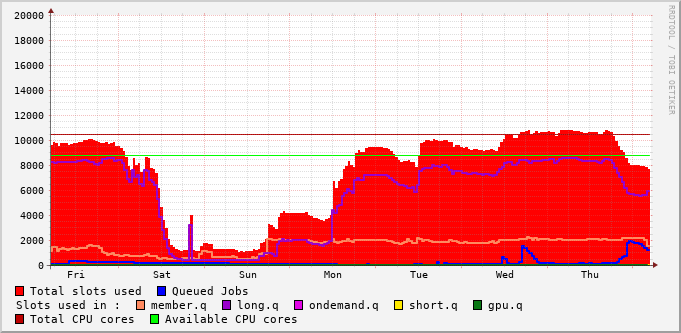 RRDTOOL / TOBI OETIKER
20000
18000
16000
14000
12000
10000
8000
6000
4000
2000
0
Fri Sat Sun Mon Tue Wed Thu
Total slots used Queued Jobs
Slots used in : member.q long.q ondemand.q short.q gpu.q
Total CPU cores Available CPU cores